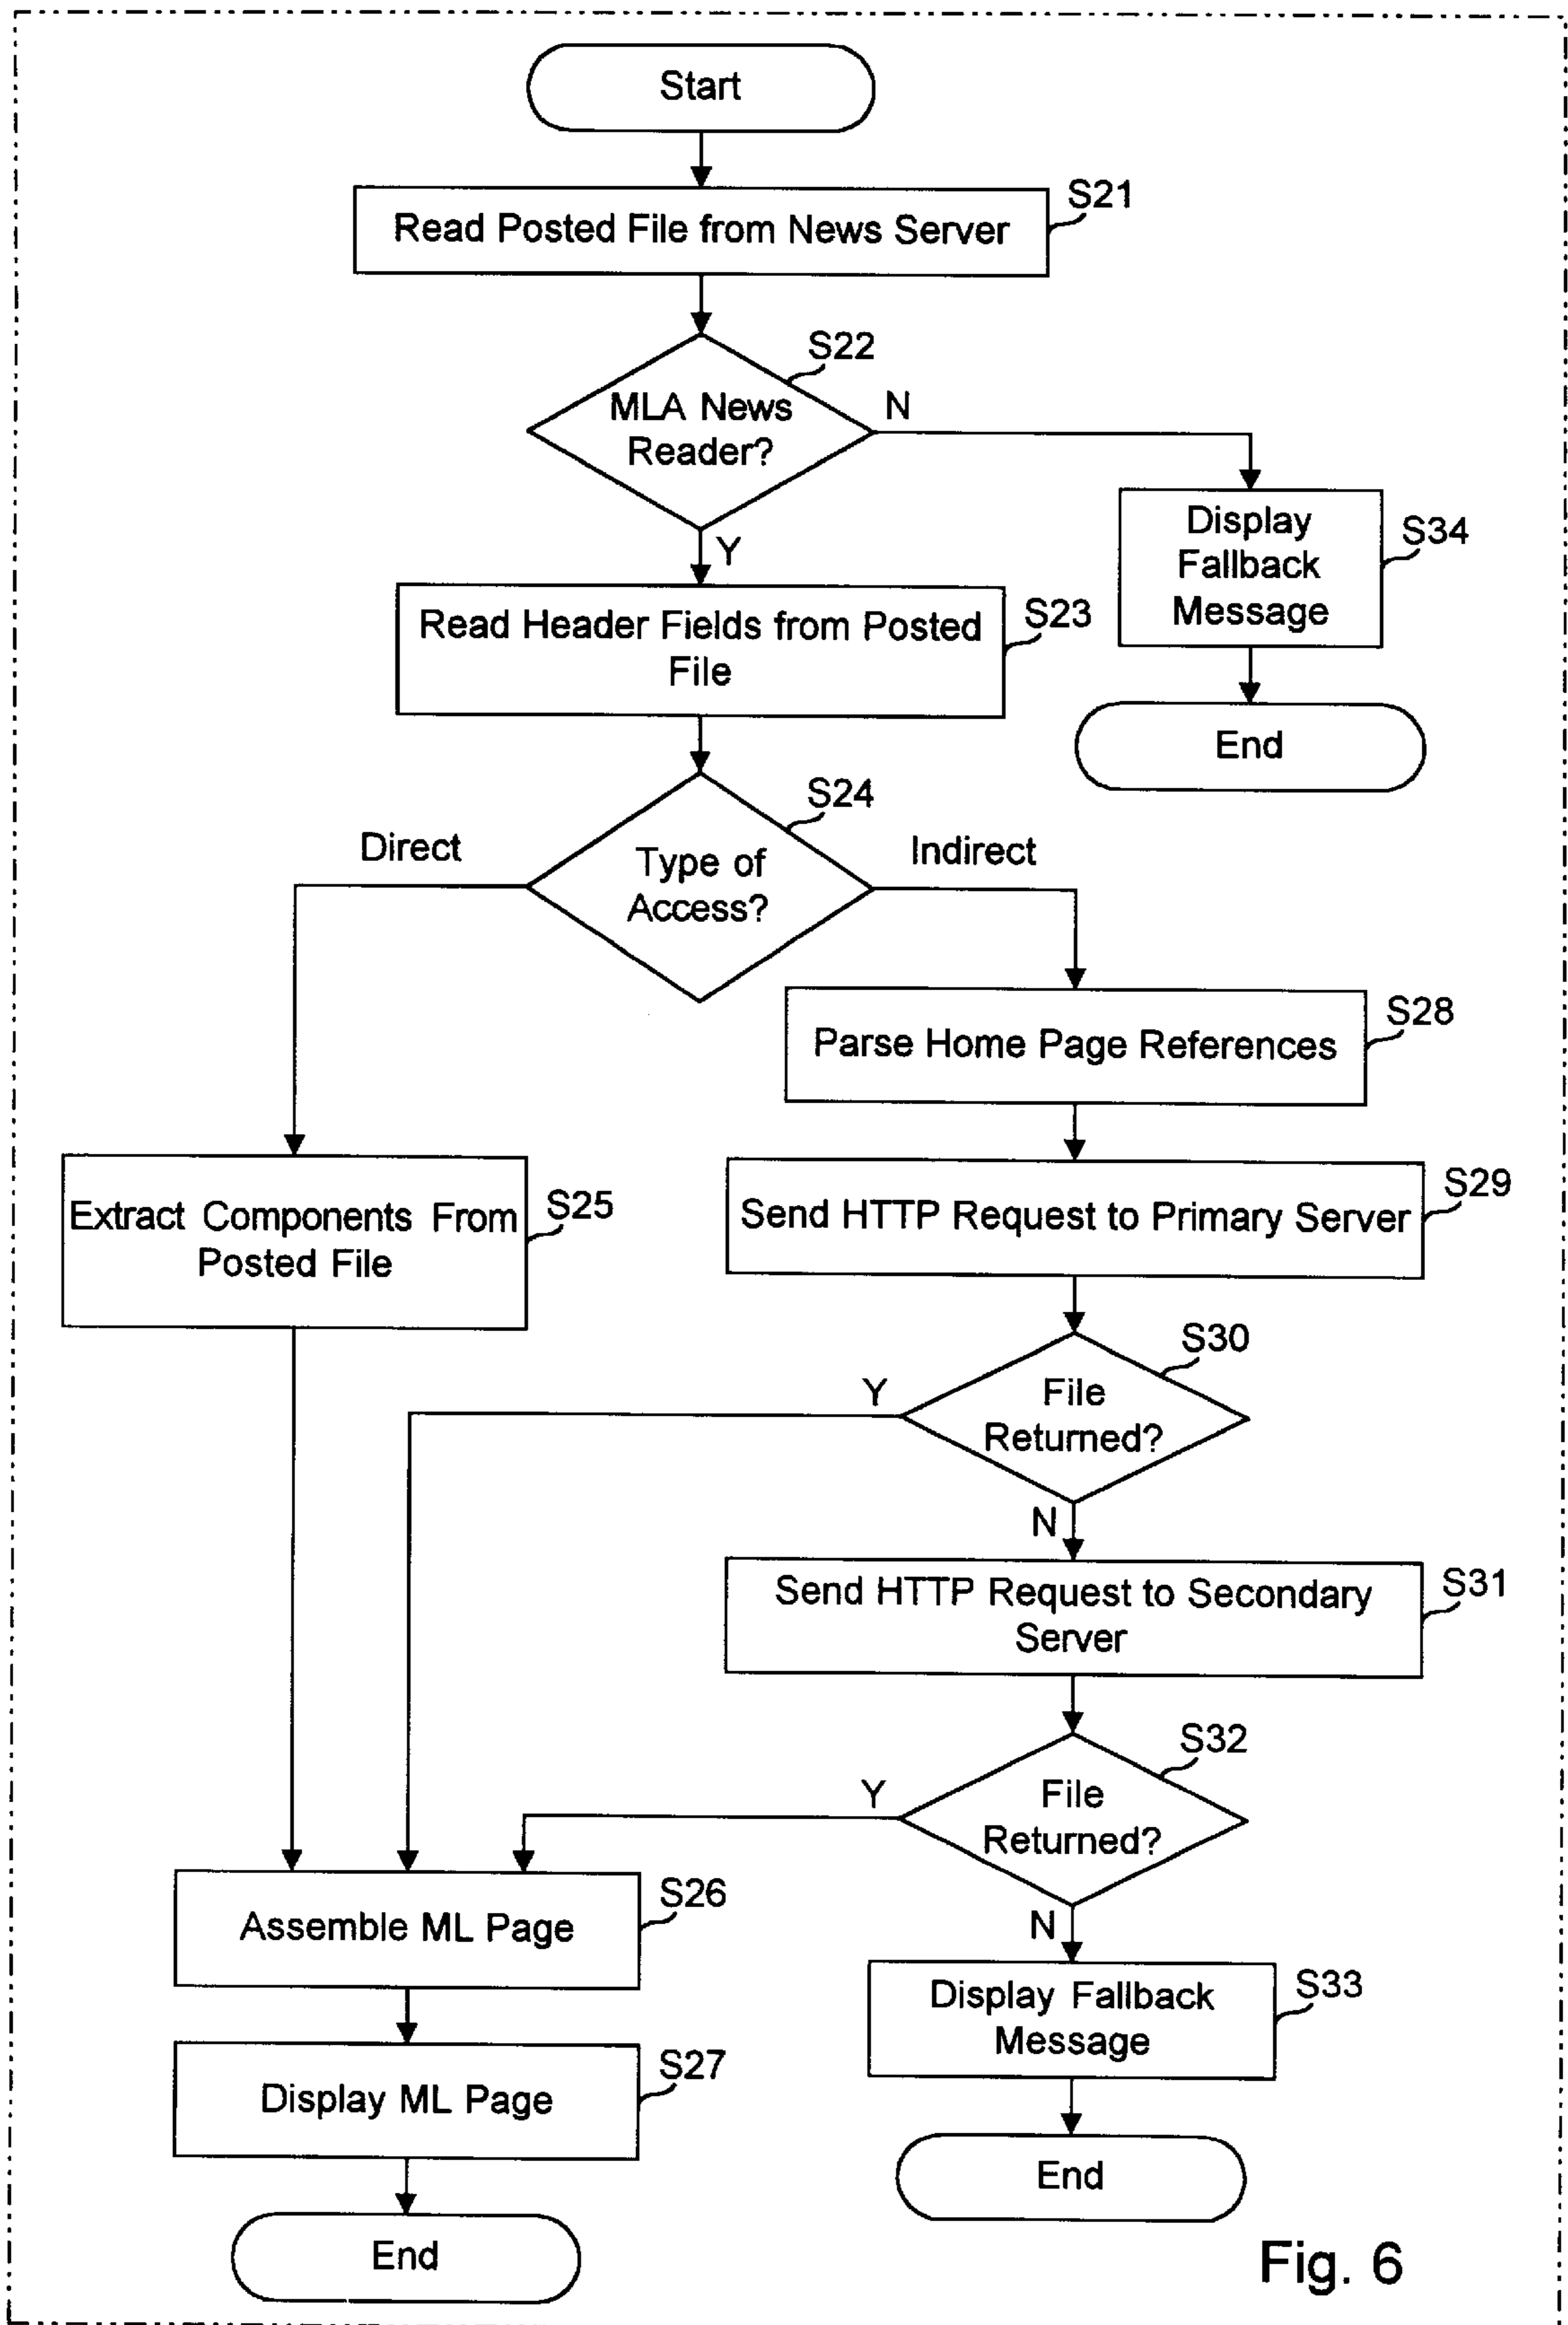 Start
S21
Read Posted File from News Server
S22
MLA News
Reader?
N
Y
Display
Fallback
Message
S34
End
S23
Read Header Fields from Posted
File
S24
Direct
Type of
Access?
Indirect
S28
Parse Home Page References
S29
Send HTTP Request to Primary Server
S25
Extract Components From
Posted File
S30
Y
File
Returned?
N
S31
Send HTTP Request to Secondary
Server
S32
Y
File
Returned?
N
S26
Assemble ML Page
S33
Display Fallback
Message
S27
Display ML Page
End
End
Fig. 6